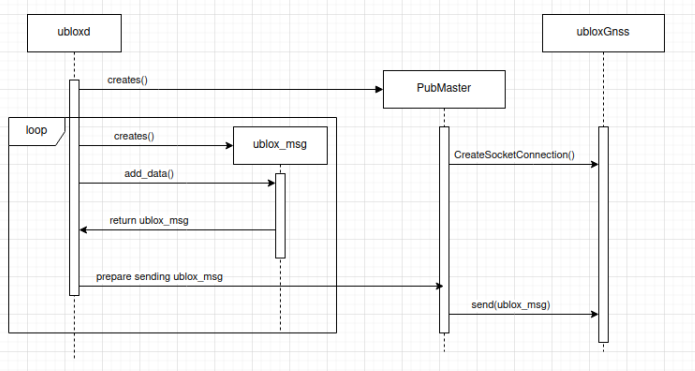 ubloxd
ubloxGnss
creates()
PubMaster
loop
creates()
ublox_msg
CreateSocketConnection()
add_data()
return ublox_msg
prepare sending ublox_msg
send(ublox_msg)